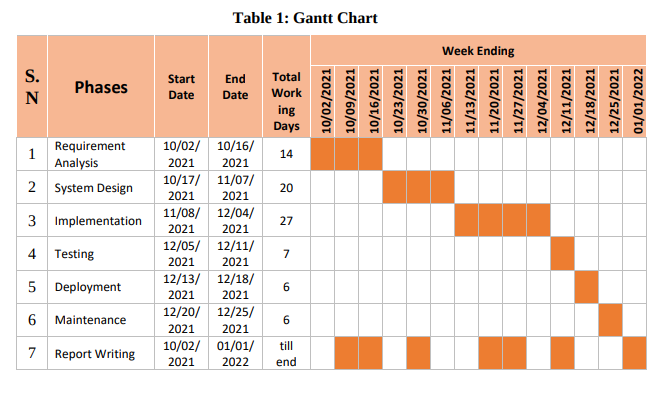 Table 1: Gantt Chart
Week Ending
S.
N
Phases
Start
Date
End
Date
Total
Work
ing
Days
10/02/2021
10/09/2021
10/16/2021
10/23/2021
10/30/2021
11/06/2021
11/13/2021
11/20/2021
11/27/2021
12/04/2021
12/11/2021
12/18/2021
12/25/2021
01/01/2022
1
Requirement
Analysis
10/02/
2021
10/16/
2021
14
2
System Design
10/17/
2021
11/07/
2021
20
3
Implementation
11/08/
2021
12/04/
2021
27
4
Testing
12/05/
2021
12/11/
2021
7
5
Deployment
12/13/
2021
12/18/
2021
6
6
Maintenance
12/20/
2021
12/25/
2021
6
7
Report Writing
10/02/
2021
01/01/
2022
till
end